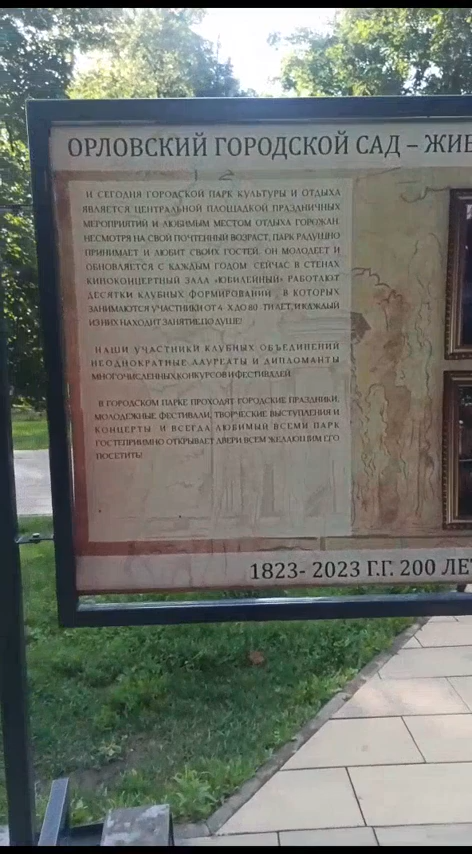 ОРЛОВСКИЙ ГОРОДСКОЙ САД – ЖИВ
И СЕГОДНЯ ГОРОДСКОЙ ПАРК КУЛЬТУРЫ И ОТДЫХА
ЯВЛЯЕТСЯ ЦЕНТРАЛЬНОЙ ПЛОЩАДКОЙ ПРАЗДНИЧНЫХ
МЕРОПРИЯТИЙ И ЛЮБИМЫМ МЕСТОМ ОТДЫХА ГОРОЖАН.
НЕСМОТРЯ НА СВОЙ ПОЧТЕННЫЙ ВОЗРАСТ, ПАРК РАДУШНО
ПРИНИМАЕТ И ЛЮБИТ СВОИХ ГОСТЕЙ. ОН МОЛОДЕЕТ И
ОБНОВЛЯЕТСЯ С КАЖДЫМ ГОДОМ. СЕЙЧАС В СТЕНАХ
КИНОКОНЦЕРТНЫЙ ЗАЛА «ЮБИЛЕЙНЫЙ» РАБОТАЮТ
ДЕСЯТКИ КЛУБНЫХ ФОРМИРОВАНИЙ, В КОТОРЫХ
ЗАНИМАЮТСЯ УЧАСТНИКИ ОТ 4-Х ДО 80-ТИ ЛЕТ, И КАЖДЫЙ
ИЗ НИХ НАХОДИТ ЗАНЯТИЕ ПО ДУШЕ!
НАШИ УЧАСТНИКИ КЛУБНЫХ ОБЪЕДИНЕНИЙ
НЕОДНОКРАТНЫЕ ЛАУРЕАТЫ И ДИПЛОМАНТЫ
МНОГОЧИСЛЕННЫХ КОНКУРСОВ И ФЕСТИВАЛЕЙ.
В ГОРОДСКОМ ПАРКЕ ПРОХОДЯТ ГОРОДСКИЕ ПРАЗДНИКИ,
МОЛОДЕЖНЫЕ ФЕСТИВАЛИ, ТВОРЧЕСКИЕ ВЫСТУПЛЕНИЯ И
КОНЦЕРТЫ. И ВСЕГДА ЛЮБИМЫЙ ВСЕМИ ПАРК
ГОСТЕПРИИМНО ОТКРЫВАЕТ ДВЕРИ ВСЕМ ЖЕЛАЮЩИМ ЕГО
ПОСЕТИТЬ!
1823- 2023 Г.Г. 200 ЛЕТ